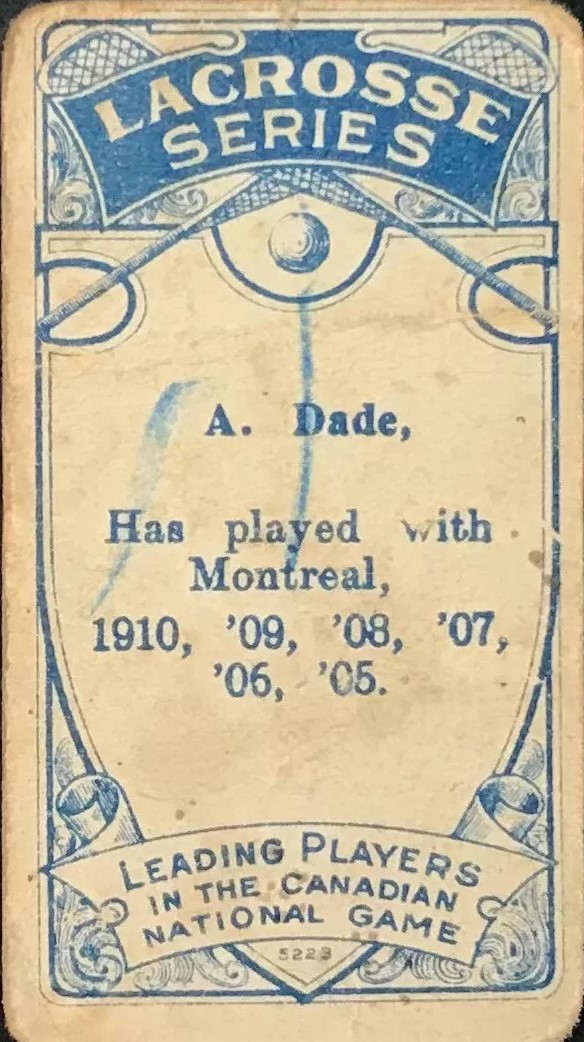 LACROSSE
SERIES
A. Dade,
Has played with
Montreal,
1910, '09, '08, '07,
'06, '05.
LEADING PLAYERS
IN THE CANADIAN
NATIONAL GAME